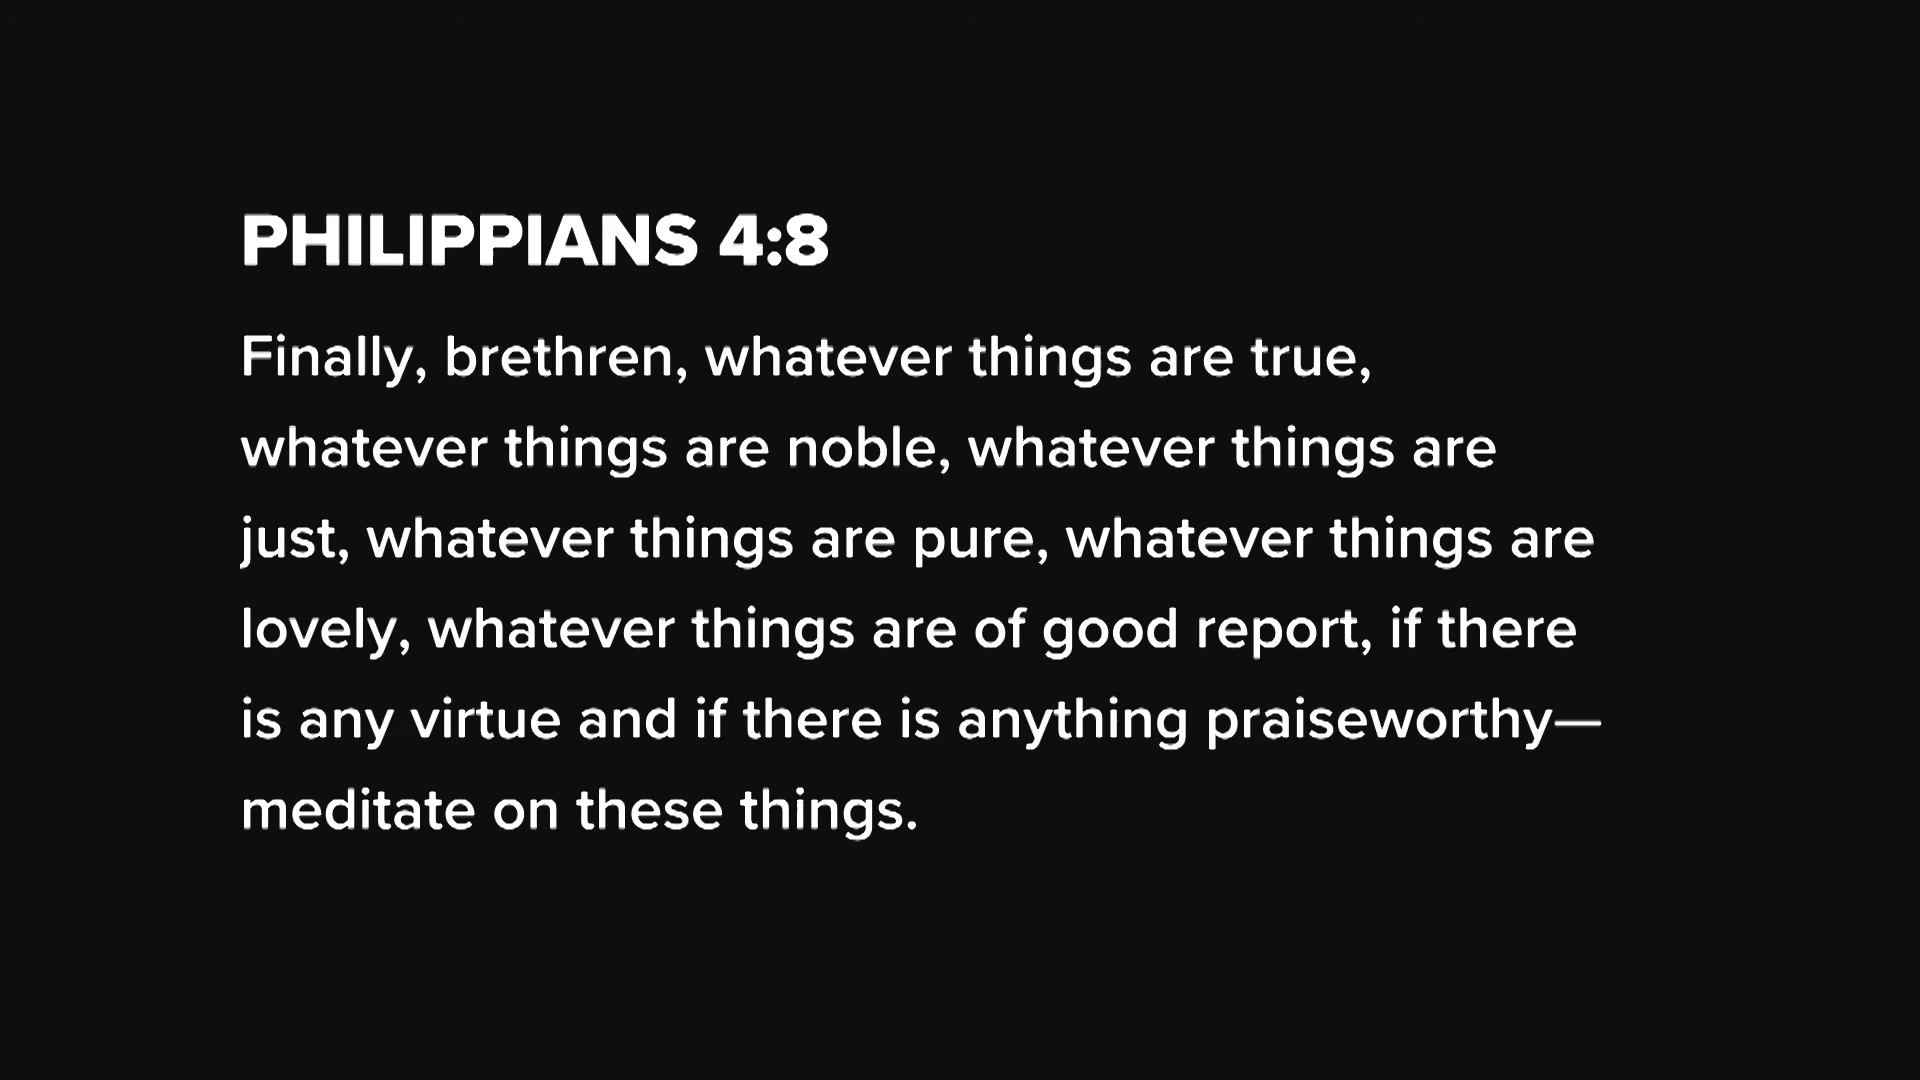 PHILIPPIANS 4:8
Finally, brethren, whatever things are true,
whatever things are noble, whatever things are
just, whatever things are pure, whatever things are
lovely, whatever things are of good report, if there
is any virtue and if there is anything praiseworthy—
meditate on these things.